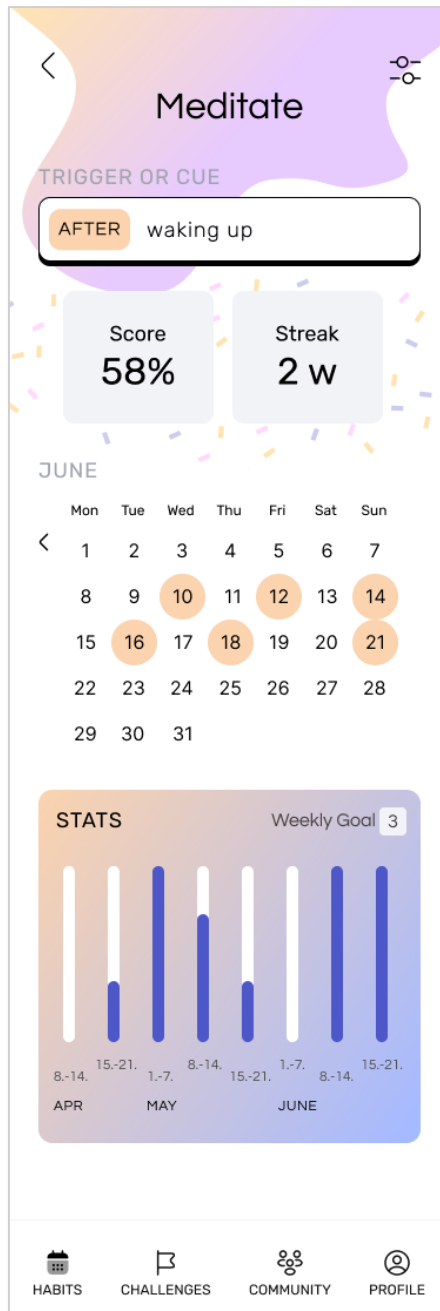 Meditate
TRIGGER OR CUE
AFTER waking up
Score Streak
58% 2 w
JUNE
Mon Tue Wed Thu Fri Sat Sun
1 2 3 4 5 6 7
8 9 10 11 12 13 14
15 16 17 18 19 20 21
22 23 24 25 26 27 28
29 30 31
STATS Weekly Goal 3
8.-14. 15.-21. 1.-7. 8.-14. 15.-21. 1.-7. 8.-14. 15.-21.
APR MAY JUNE
HABITS CHALLENGES COMMUNITY PROFILE